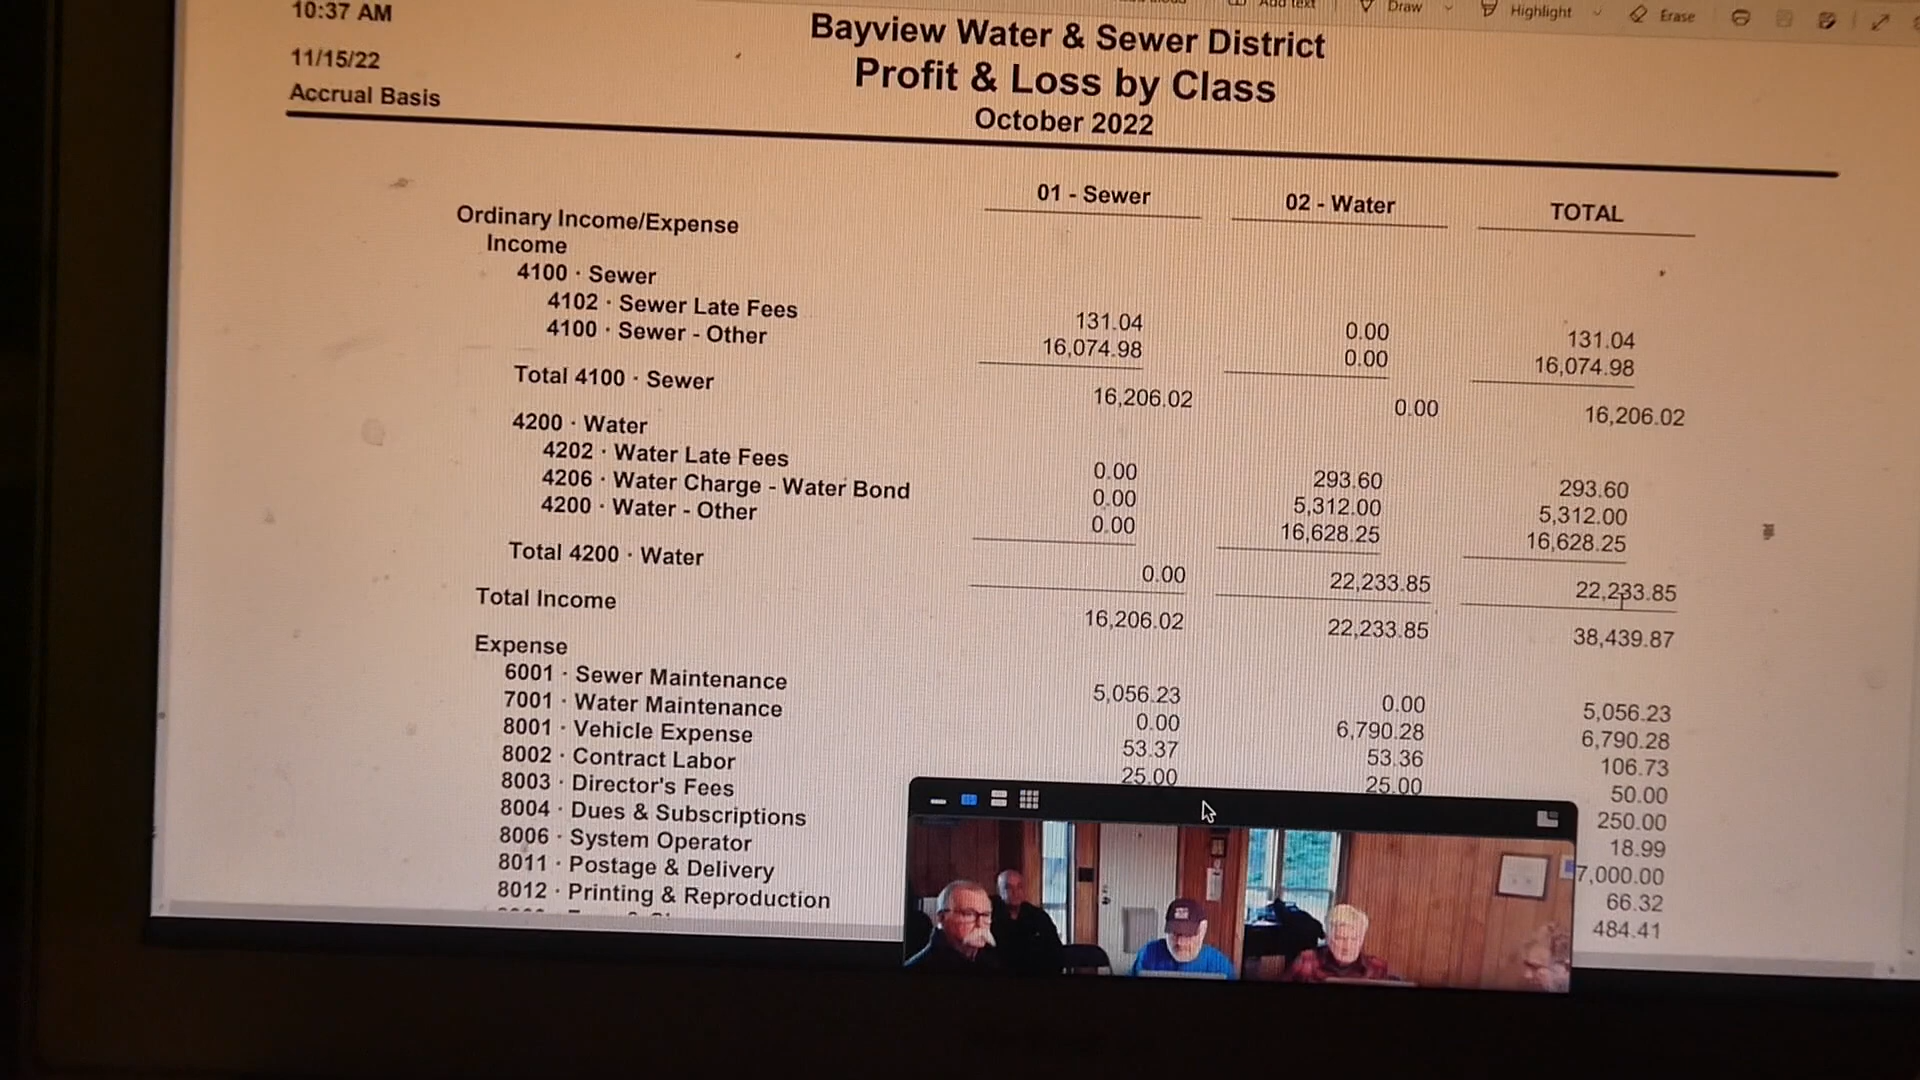 Add text Draw Highlight Erase
10:37 AM
Bayview Water & Sewer District
11/15/22
Profit & Loss by Class
Accrual Basis
October 2022
01 - Sewer 02 - Water TOTAL
Ordinary Income/Expense
Income
4100 · Sewer
4102 · Sewer Late Fees 131.04 0.00 131.04
4100 · Sewer - Other 16,074.98 0.00 16,074.98
Total 4100 · Sewer 16,206.02 0.00 16,206.02
4200 · Water
4202 · Water Late Fees 0.00 293.60 293.60
4206 · Water Charge - Water Bond 0.00 5,312.00 5,312.00
4200 · Water - Other 0.00 16,628.25 16,628.25
Total 4200 · Water 0.00 22,233.85 22,233.85
Total Income 16,206.02 22,233.85 38,439.87
Expense
6001 · Sewer Maintenance 5,056.23 0.00 5,056.23
7001 · Water Maintenance 0.00 6,790.28 6,790.28
8001 · Vehicle Expense 53.37 53.36 106.73
8002 · Contract Labor 25.00 25.00 50.00
8003 · Director's Fees 250.00
8004 · Dues & Subscriptions 18.99
8006 · System Operator 7,000.00
8011 · Postage & Delivery 66.32
8012 · Printing & Reproduction 484.41